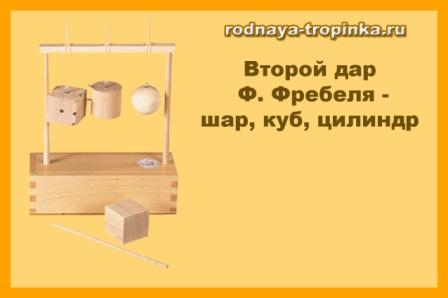 rodnaya-tropinka.ru
Второй дар
Ф. Фребеля -
шар, куб, цилиндр